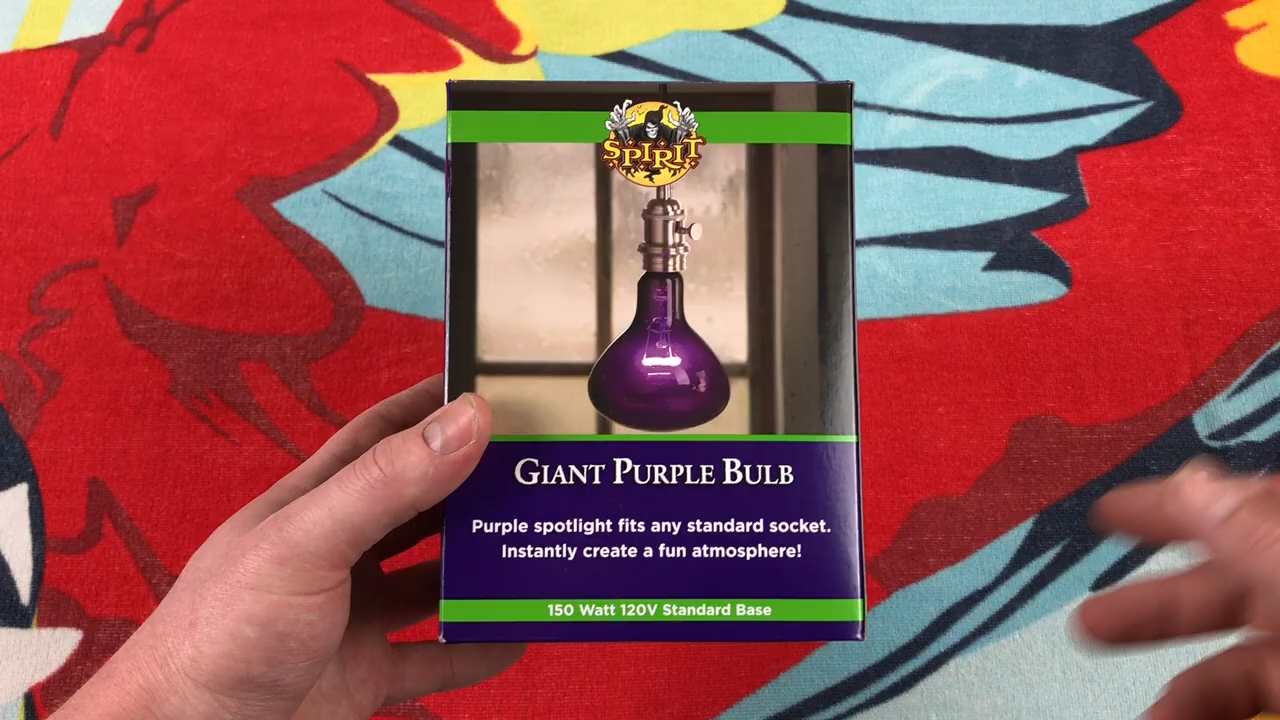 SPIRIT
GIANT PURPLE BULB
Purple spotlight fits any standard socket.
Instantly create a fun atmosphere!
150 Watt 120V Standard Base